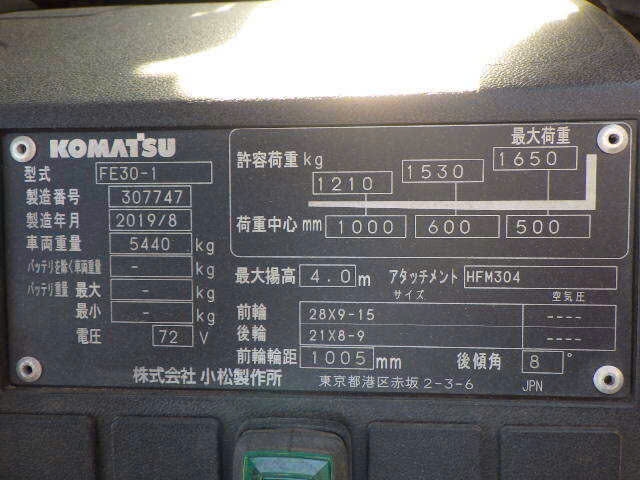 KOMATSU
型式 FE30-1
製造番号 307747
製造年月 2019/8
車両重量 5440 kg
バッテリを除く車両重量 - kg
バッテリ重量 最大 - kg
最小 - kg
電圧 72 V
最大荷重
許容荷重 kg 1210 1530 1650
荷重中心 mm 1000 600 500
最大揚高 4.0 m アタッチメント HFM304
サイズ 空気圧
前輪 28X9-15 ----
後輪 21X8-9 ----
前輪輪距 1005 mm 後傾角 8 °
株式会社 小松製作所 東京都港区赤坂 2-3-6 JPN